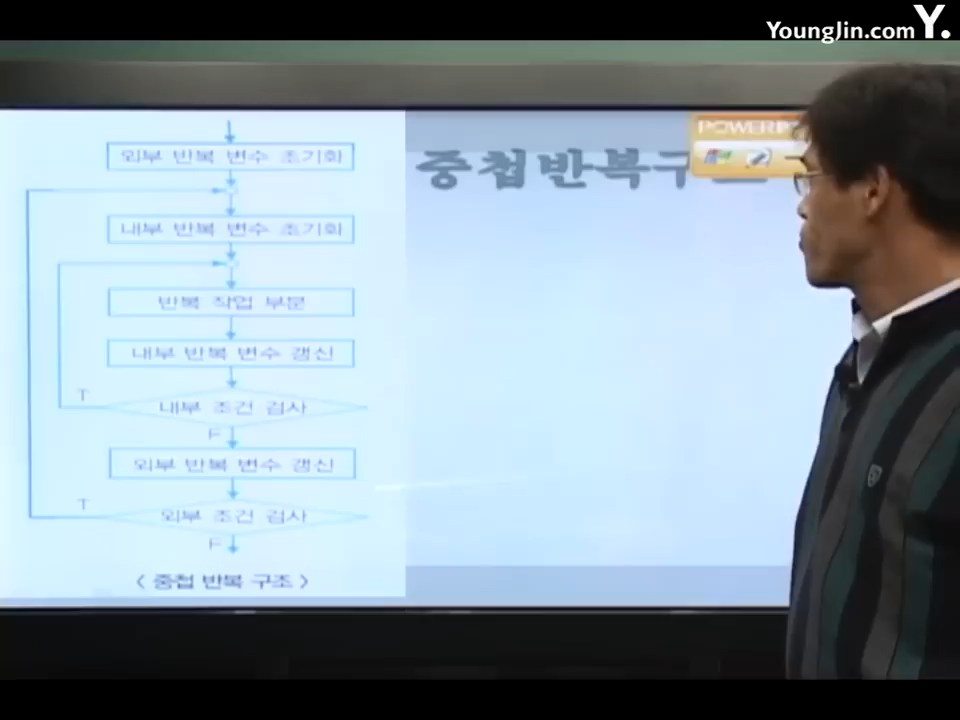 YoungJin.com Y.
POWERP
중첩반복구
외부 반복 변수 초기화
내부 반복 변수 초기화
반복 작업 부분
내부 반복 변수 갱신
T
내부 조건 검사
F
외부 반복 변수 갱신
T
외부 조건 검사
F
< 중첩 반복 구조 >